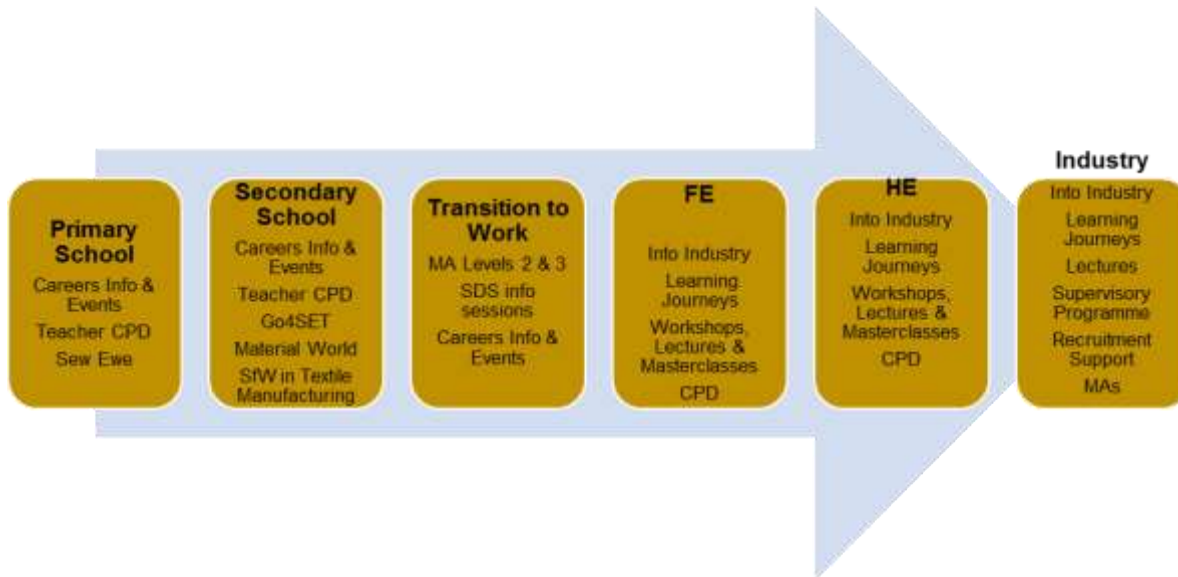 Primary
School
Careers Info &
Events
Teacher CPD
Sew Ewe
Secondary
School
Careers Info &
Events
Teacher CPD
Go4SET
Material World
SfW in Textile
Manufacturing
Transition to
Work
MA Levels 2 & 3
SDS info
sessions
Careers Info &
Events
FE
Into Industry
Learning
Journeys
Workshops,
Lectures &
Masterclasses
CPD
HE
Into Industry
Learning
Journeys
Workshops,
Lectures &
Masterclasses
CPD
Industry
Into Industry
Learning
Journeys
Lectures
Supervisory
Programme
Recruitment
Support
MAs